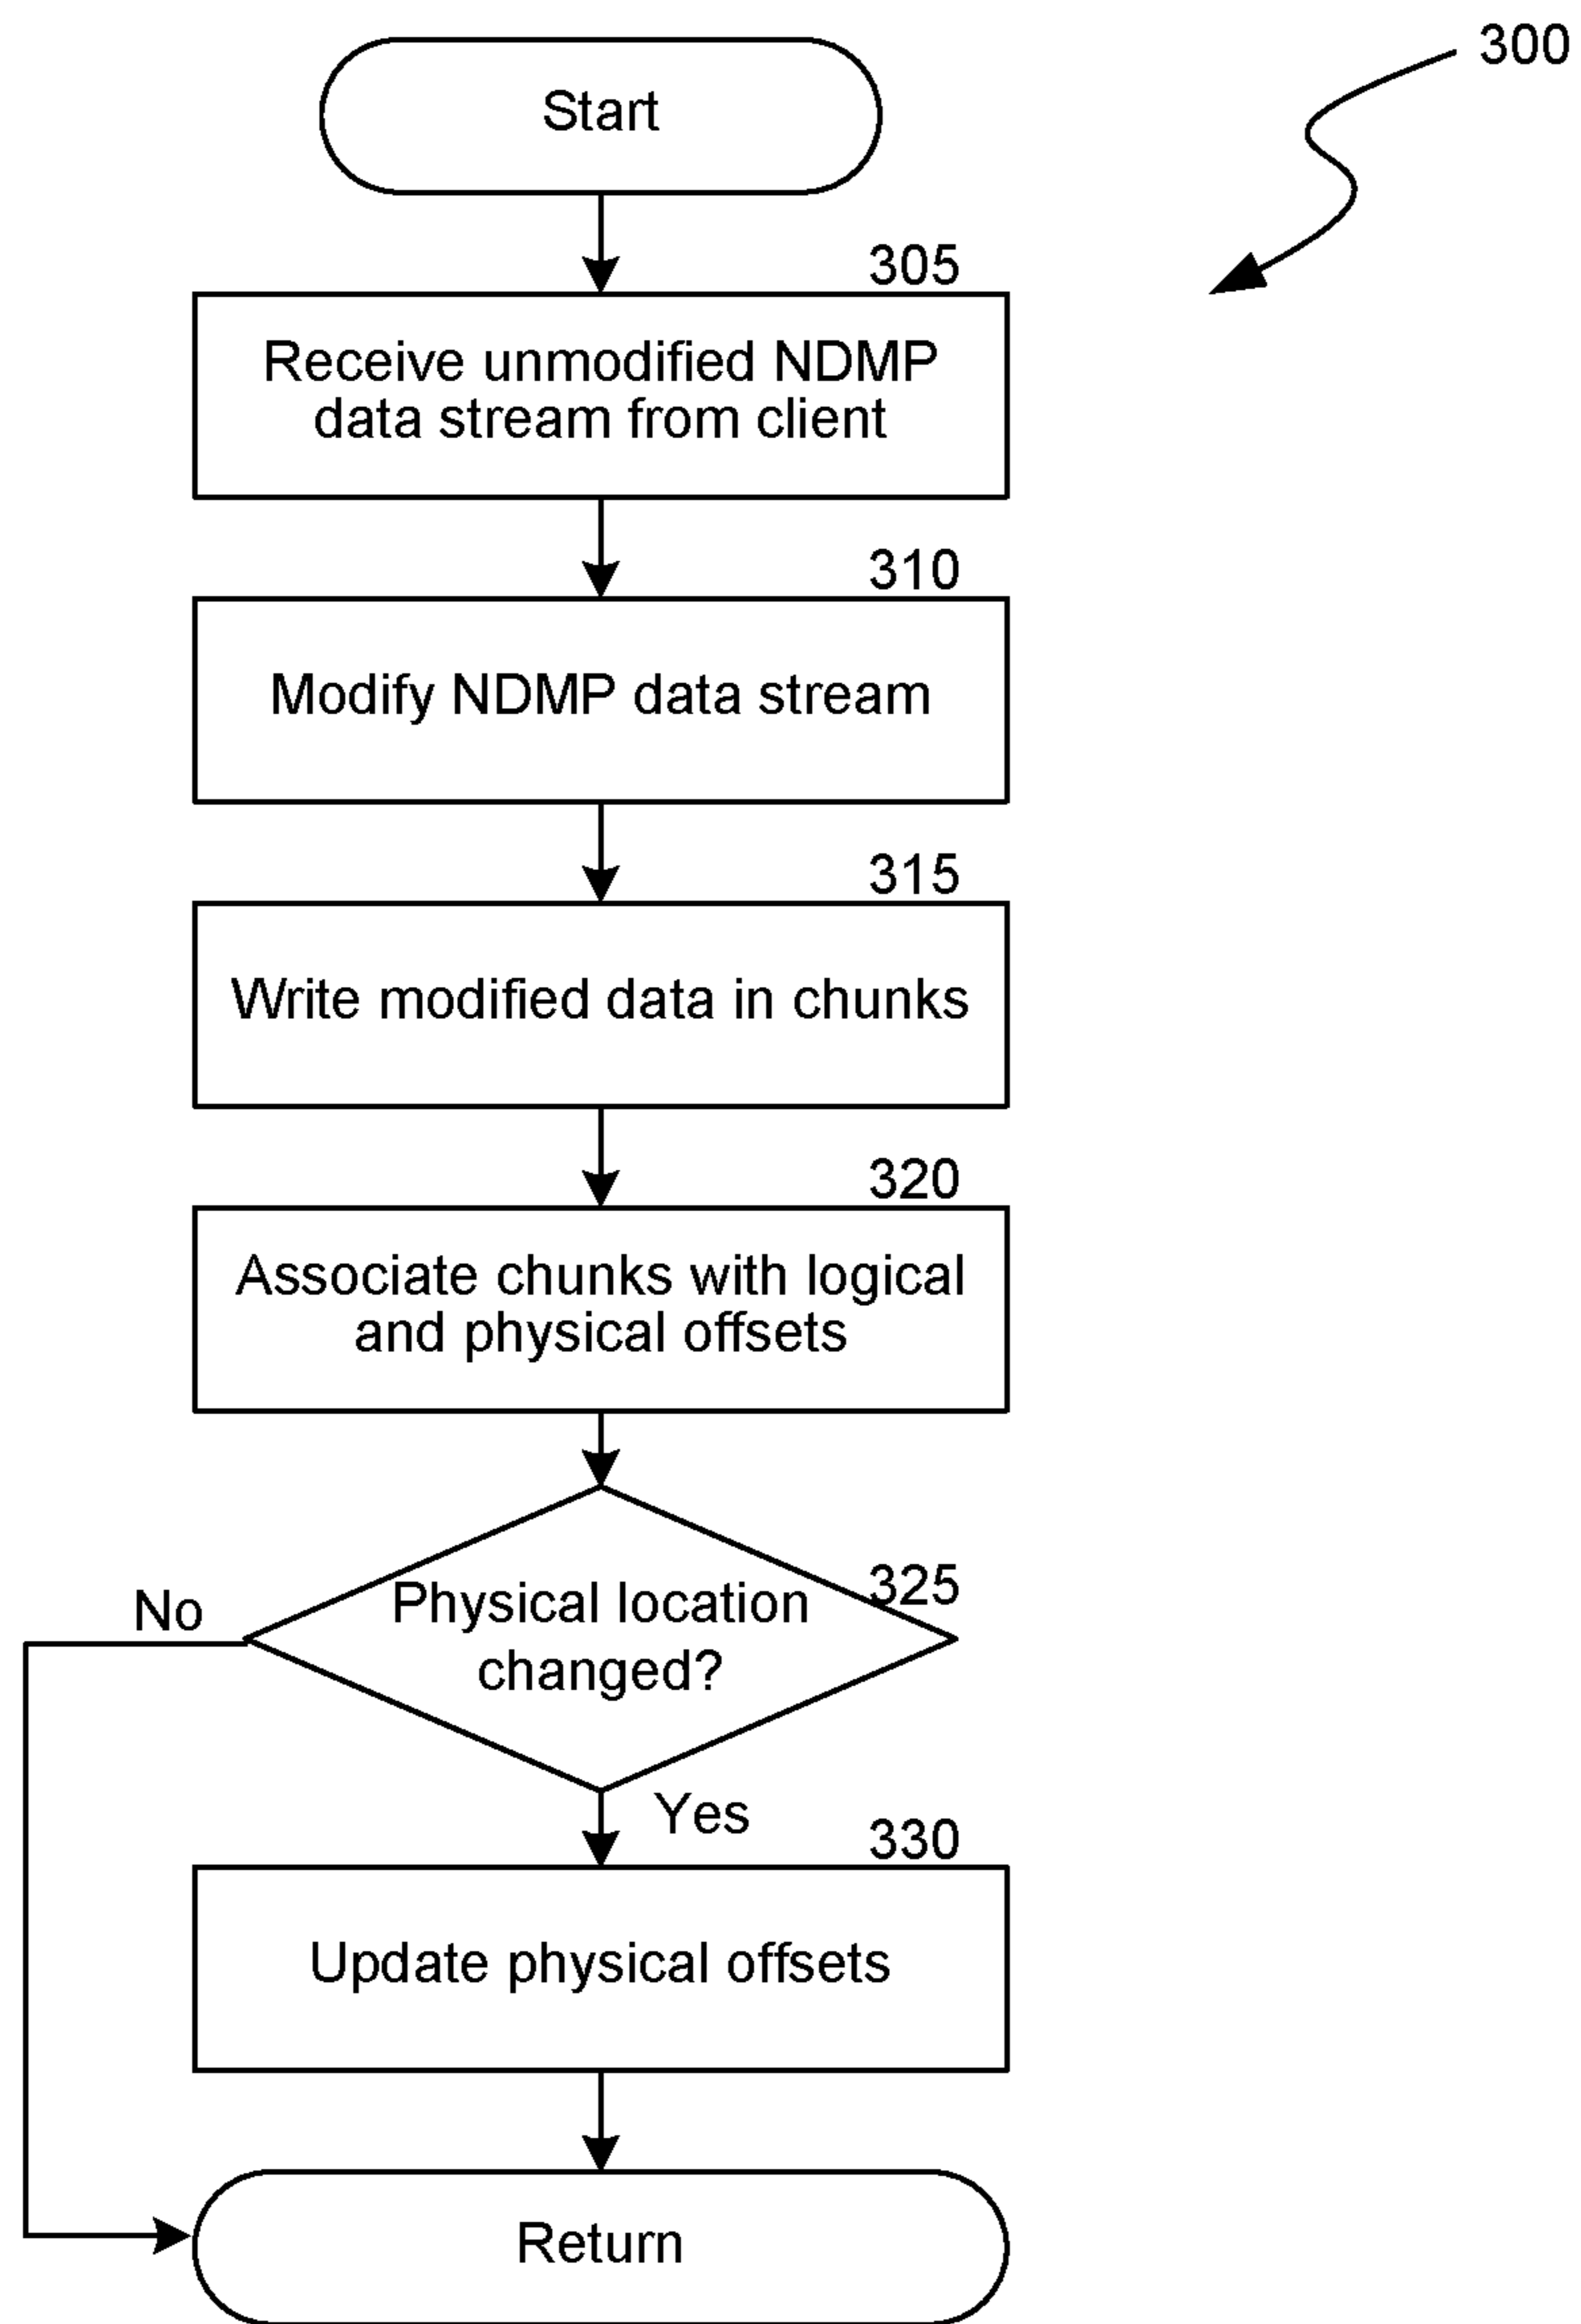 300
Start
305
Receive unmodified NDMP
data stream from client
310
Modify NDMP data stream
315
Write modified data in chunks
320
Associate chunks with logical
and physical offsets
325
Physical location
changed?
No
Yes
330
Update physical offsets
Return